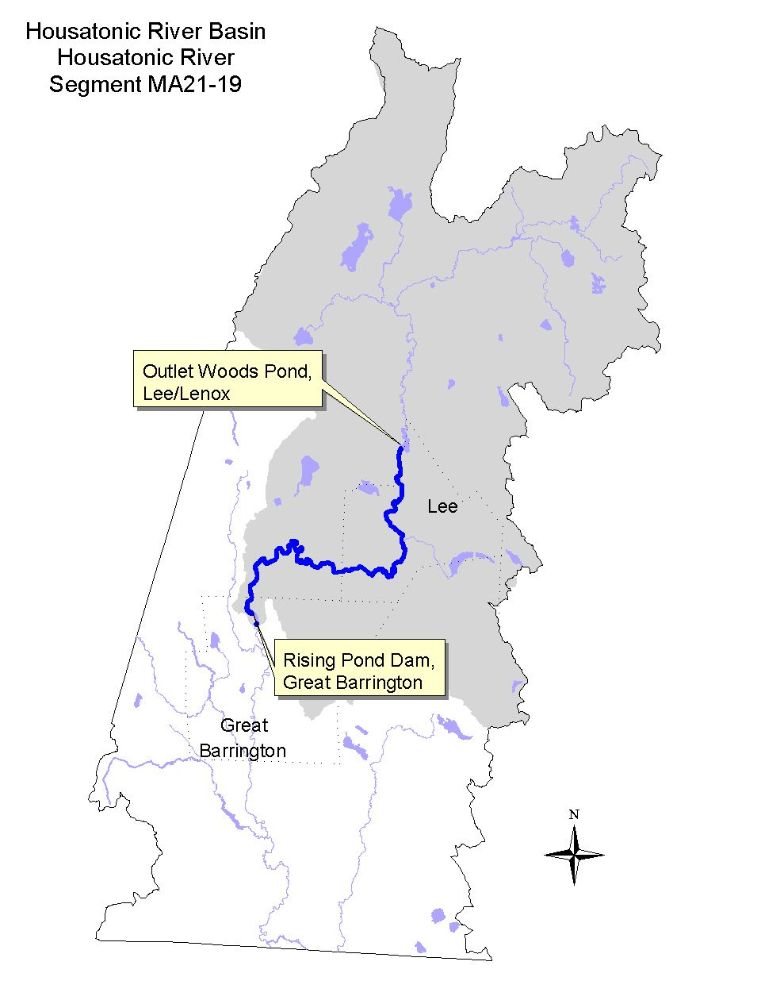 Housatonic River Basin
Housatonic River
Segment MA21-19
Outlet Woods Pond,
Lee/Lenox
Lee
Rising Pond Dam,
Great Barrington
Great
Barrington
N